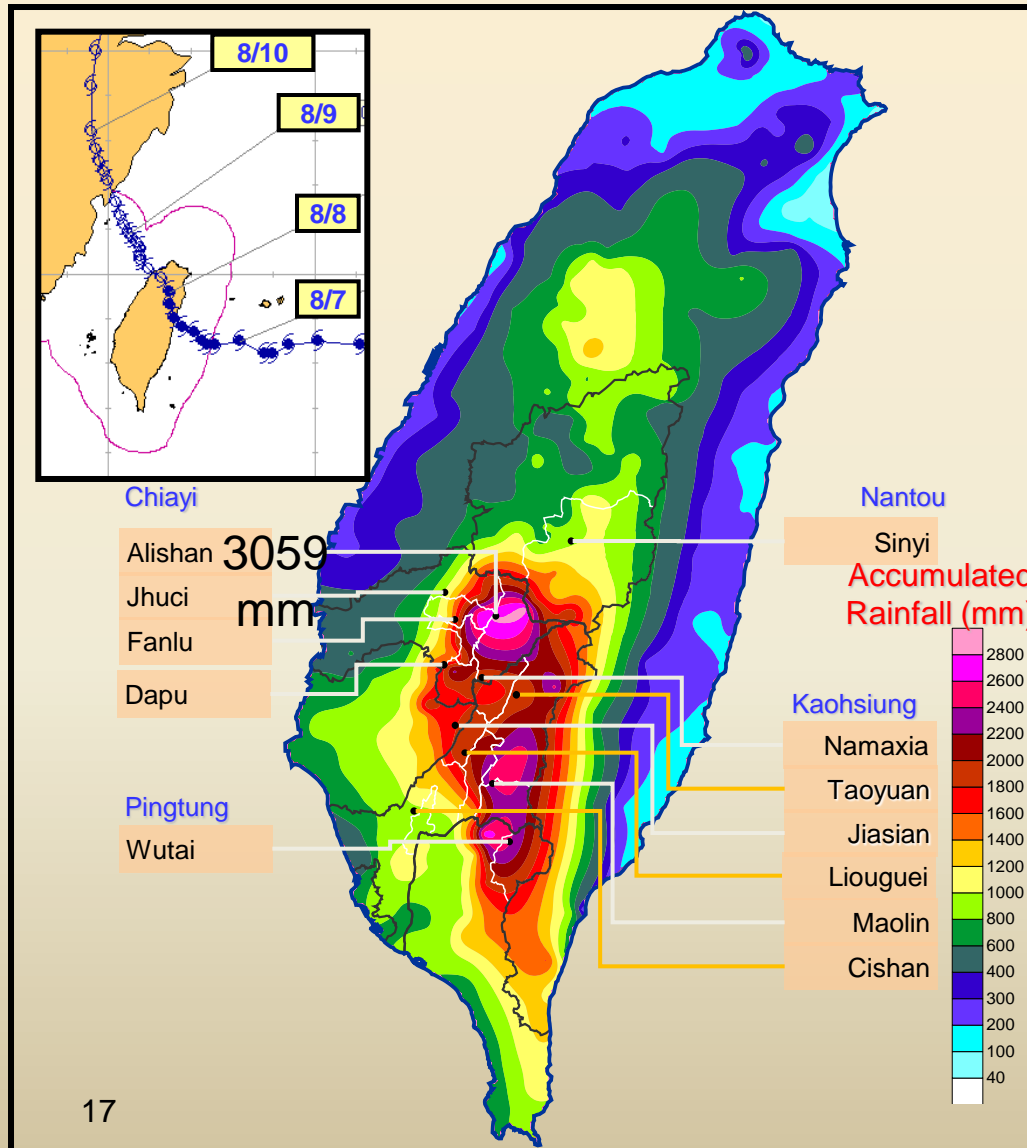 8/10
8/9
8/8
8/7
Chiayi
Alishan
Jhuci
Fanlu
Dapu
3059
mm
Pingtung
Wutai
Nantou
Sinyi
Accumulated
Rainfall (mm)
2800
2600
2400
2200
2000
1800
1600
1400
1200
1000
800
600
400
300
200
100
40
Kaohsiung
Namaxia
Taoyuan
Jiasian
Liouguei
Maolin
Cishan
17